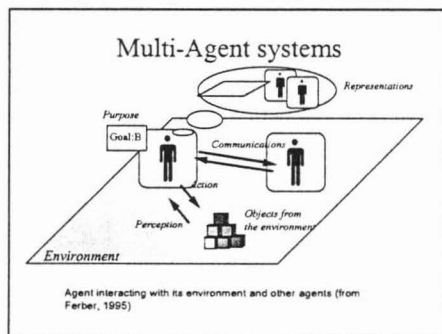 Multi-Agent systems
Representations
Purpose
Goal:B
Communications
Action
Perception
Objects from
the environment
Environment
Agent interacting with its environment and other agents (from
Ferber, 1995)